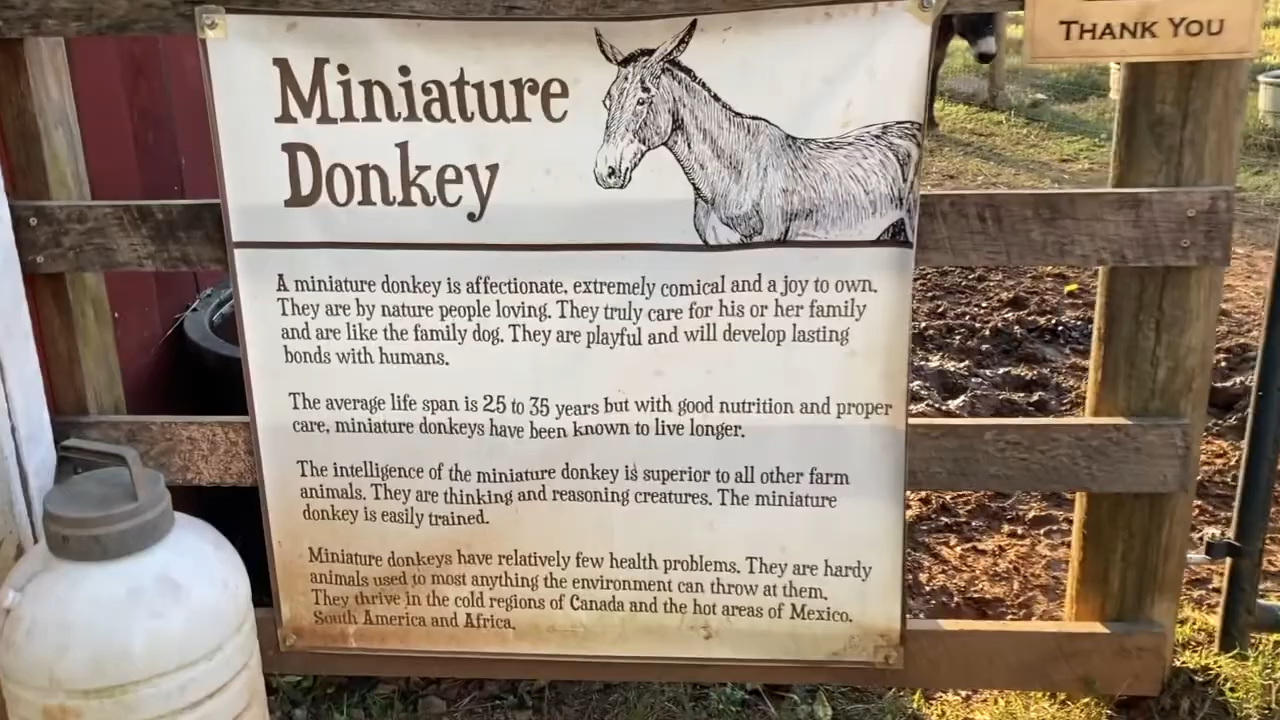 Miniature
Donkey
THANK YOU
A miniature donkey is affectionate, extremely comical and a joy to own.
They are by nature people loving. They truly care for his or her family
and are like the family dog. They are playful and will develop lasting
bonds with humans.
The average life span is 25 to 35 years but with good nutrition and proper
care, miniature donkeys have been known to live longer.
The intelligence of the miniature donkey is superior to all other farm
animals. They are thinking and reasoning creatures. The miniature
donkey is easily trained.
Miniature donkeys have relatively few health problems. They are hardy
animals used to most anything the environment can throw at them.
They thrive in the cold regions of Canada and the hot areas of Mexico.
South America and Africa.